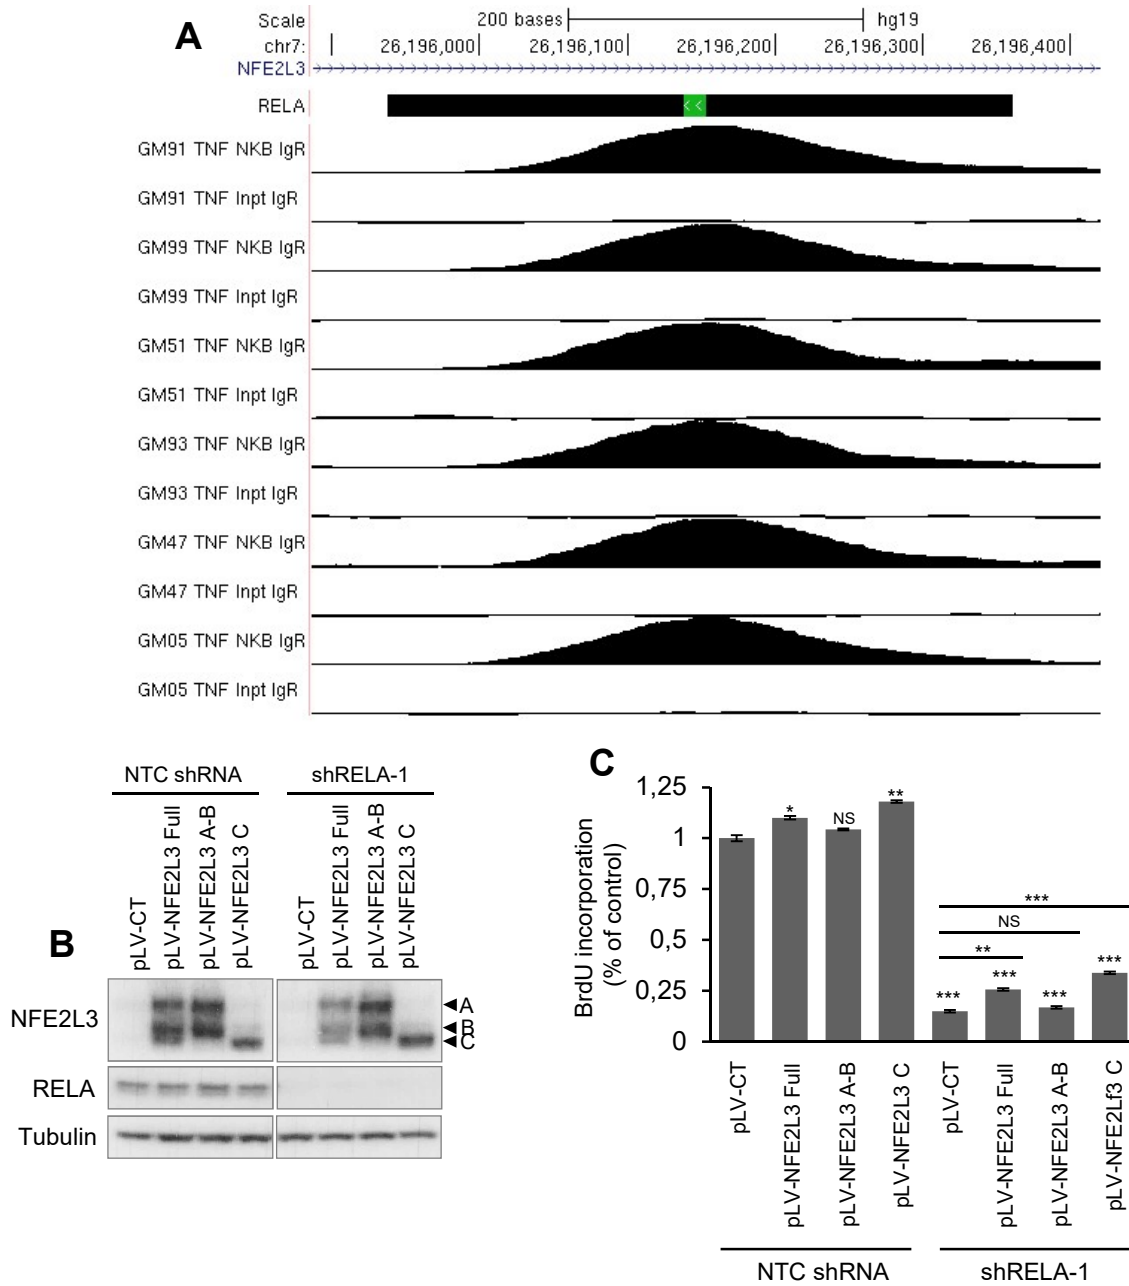 A
Scale
200 bases
hg19
chr7:
26,196,000|
26,196,100|
26,196,200|
26,196,300|
26,196,400|
NFE2L3
RELA
GM91 TNF NKB IgR
GM91 TNF Inpt IgR
GM99 TNF NKB IgR
GM99 TNF Inpt IgR
GM51 TNF NKB IgR
GM51 TNF Inpt IgR
GM93 TNF NKB IgR
GM93 TNF Inpt IgR
GM47 TNF NKB IgR
GM47 TNF Inpt IgR
GM05 TNF NKB IgR
GM05 TNF Inpt IgR
B
NTC shRNA
shRELA-1
pLV-CT
pLV-NFE2L3 Full
pLV-NFE2L3 A-B
pLV-NFE2L3 C
pLV-CT
pLV-NFE2L3 Full
pLV-NFE2L3 A-B
pLV-NFE2L3 C
NFE2L3
A
B
C
RELA
Tubulin
C
BrdU incorporation
(% of control)
1,25
1
0,75
0,5
0,25
0
*
NS
**
***
NS
**
***
***
***
***
pLV-CT
pLV-NFE2L3 Full
pLV-NFE2L3 A-B
pLV-NFE2L3 C
pLV-CT
pLV-NFE2L3 Full
pLV-NFE2L3 A-B
pLV-NFE2Lf3 C
NTC shRNA
shRELA-1